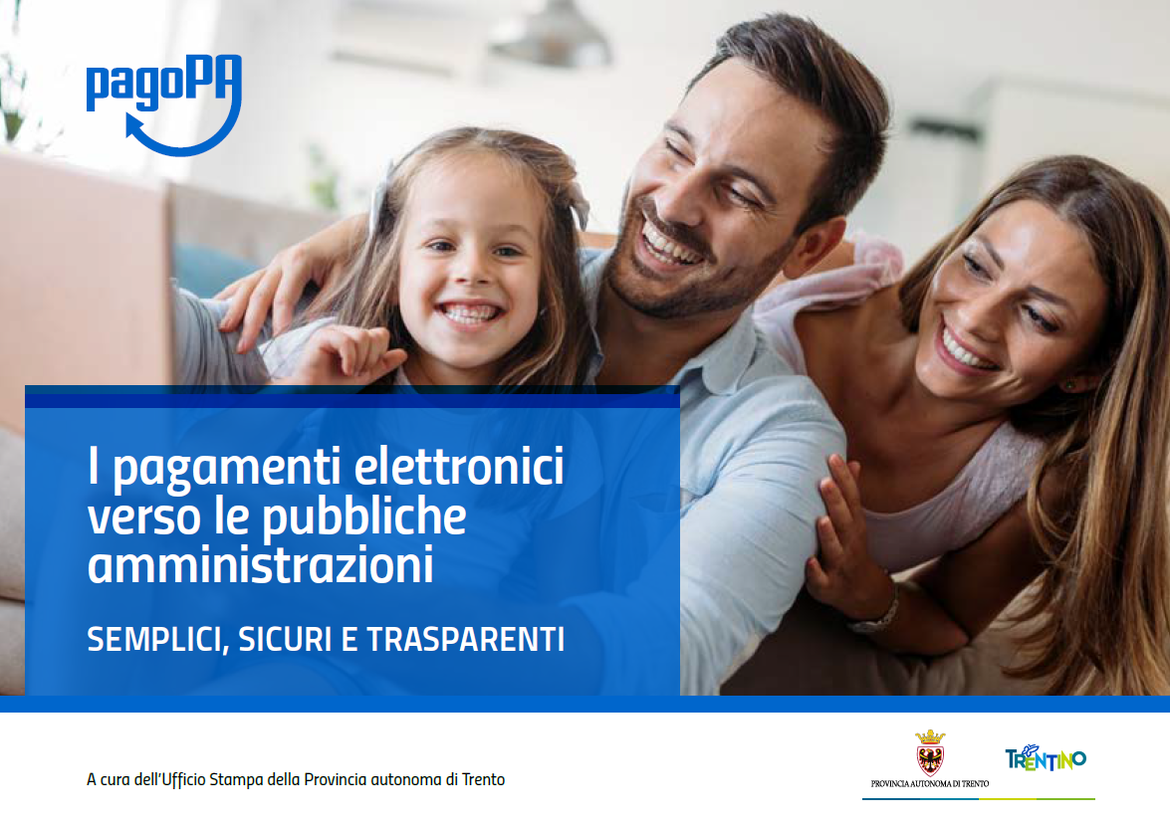 pagoPA
I pagamenti elettronici
verso le pubbliche
amministrazioni
SEMPLICI, SICURI E TRASPARENTI
A cura dell'Ufficio Stampa della Provincia autonoma di Trento
PROVINCIA AUTONOMA DI TRENTO
TRENTINO